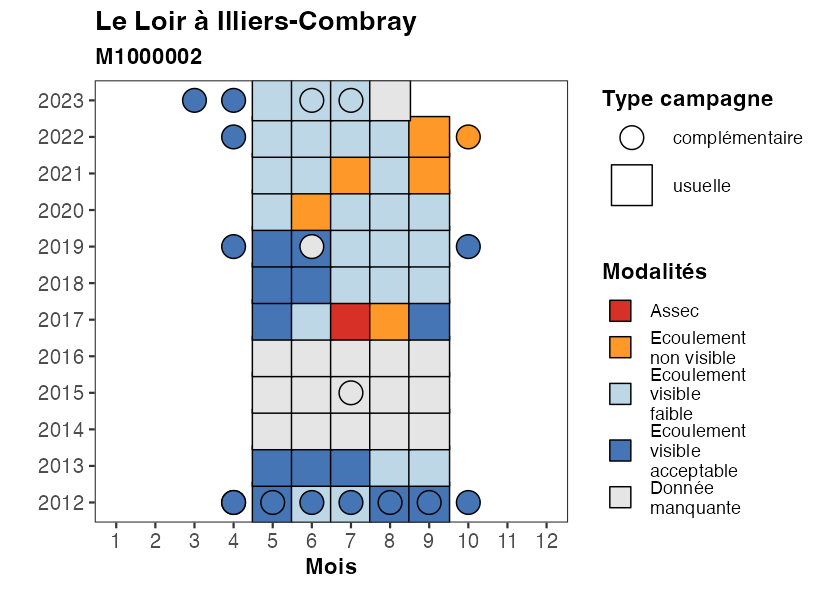 Le Loir à Illiers-Combray
M1000002
2023
2022
2021
2020
2019
2018
2017
2016
2015
2014
2013
2012
1 2 3 4 5 6 7 8 9 10 11 12
Mois
Type campagne
complémentaire
usuelle
Modalités
Assec
Ecoulement
non visible
Ecoulement
visible
faible
Ecoulement
visible
acceptable
Donnée
manquante